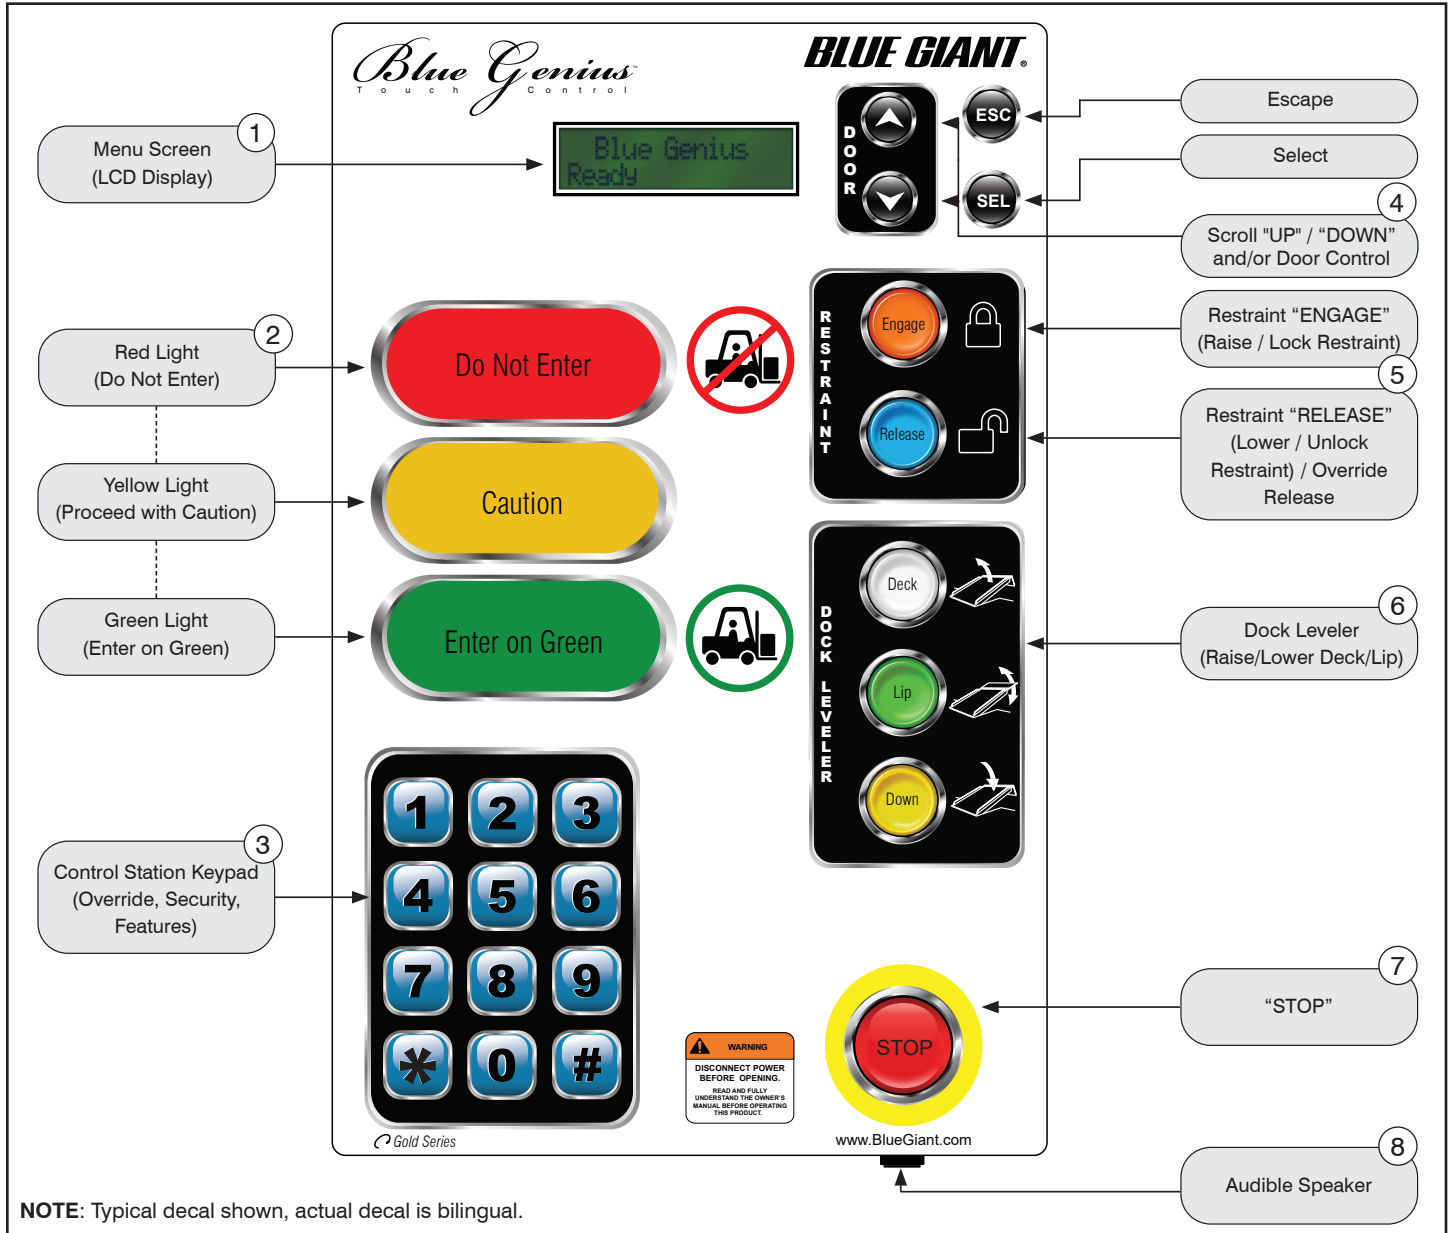 Blue Genius™
Touch Control
BLUE GIANT®
Blue Genius
Ready
DOOR
ESC
SEL
Escape
Select
4
Scroll "UP" / “DOWN”
and/or Door Control
1
Menu Screen
(LCD Display)
2
Red Light
(Do Not Enter)
Yellow Light
(Proceed with Caution)
Green Light
(Enter on Green)
Do Not Enter
Caution
Enter on Green
RESTRAINT
Engage
Release
Restraint “ENGAGE”
(Raise / Lock Restraint)
5
Restraint “RELEASE”
(Lower / Unlock
Restraint) / Override
Release
DOCK LEVELER
Deck
Lip
Down
6
Dock Leveler
(Raise/Lower Deck/Lip)
3
Control Station Keypad
(Override, Security,
Features)
1 2 3
4 5 6
7 8 9
* 0 #
Gold Series
WARNING
DISCONNECT POWER
BEFORE OPENING.
READ AND FULLY
UNDERSTAND THE OWNER'S
MANUAL BEFORE OPERATING
THIS PRODUCT.
STOP
www.BlueGiant.com
7
“STOP”
8
Audible Speaker
NOTE: Typical decal shown, actual decal is bilingual.